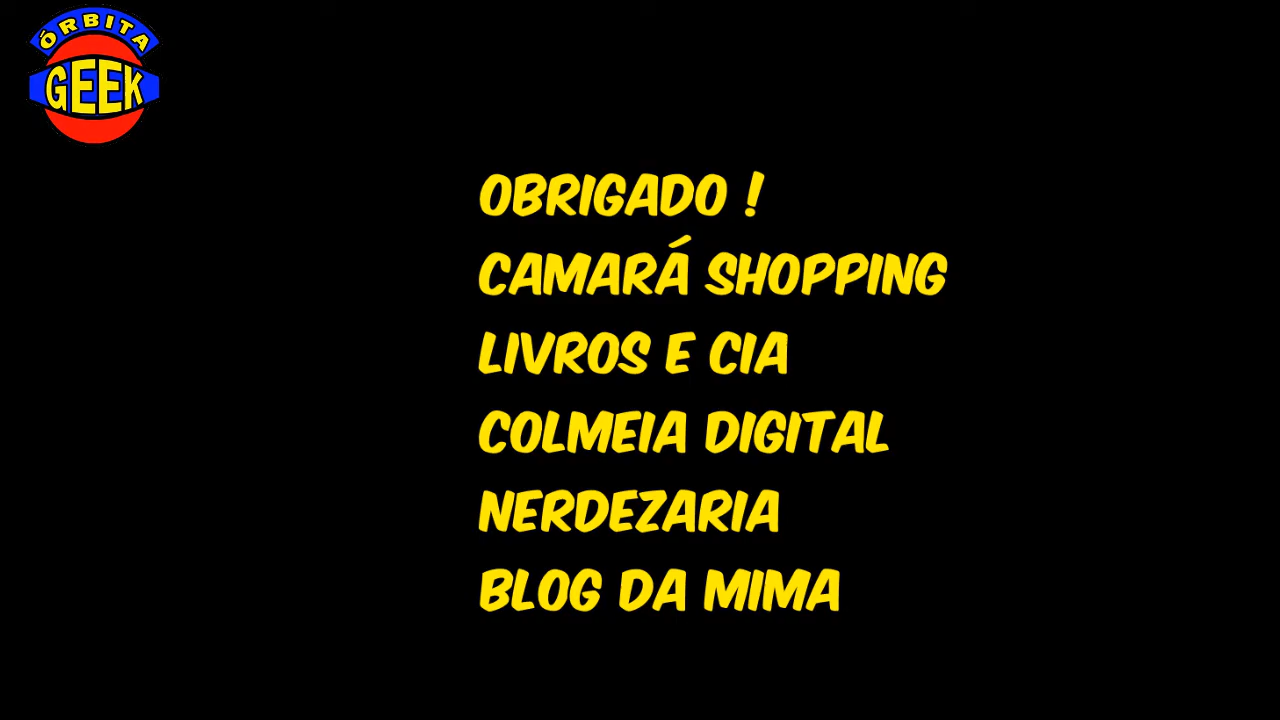 ÓRBITA
GEEK
OBRIGADO !
CAMARÁ SHOPPING
LIVROS E CIA
COLMEIA DIGITAL
NERDEZARIA
BLOG DA MIMA